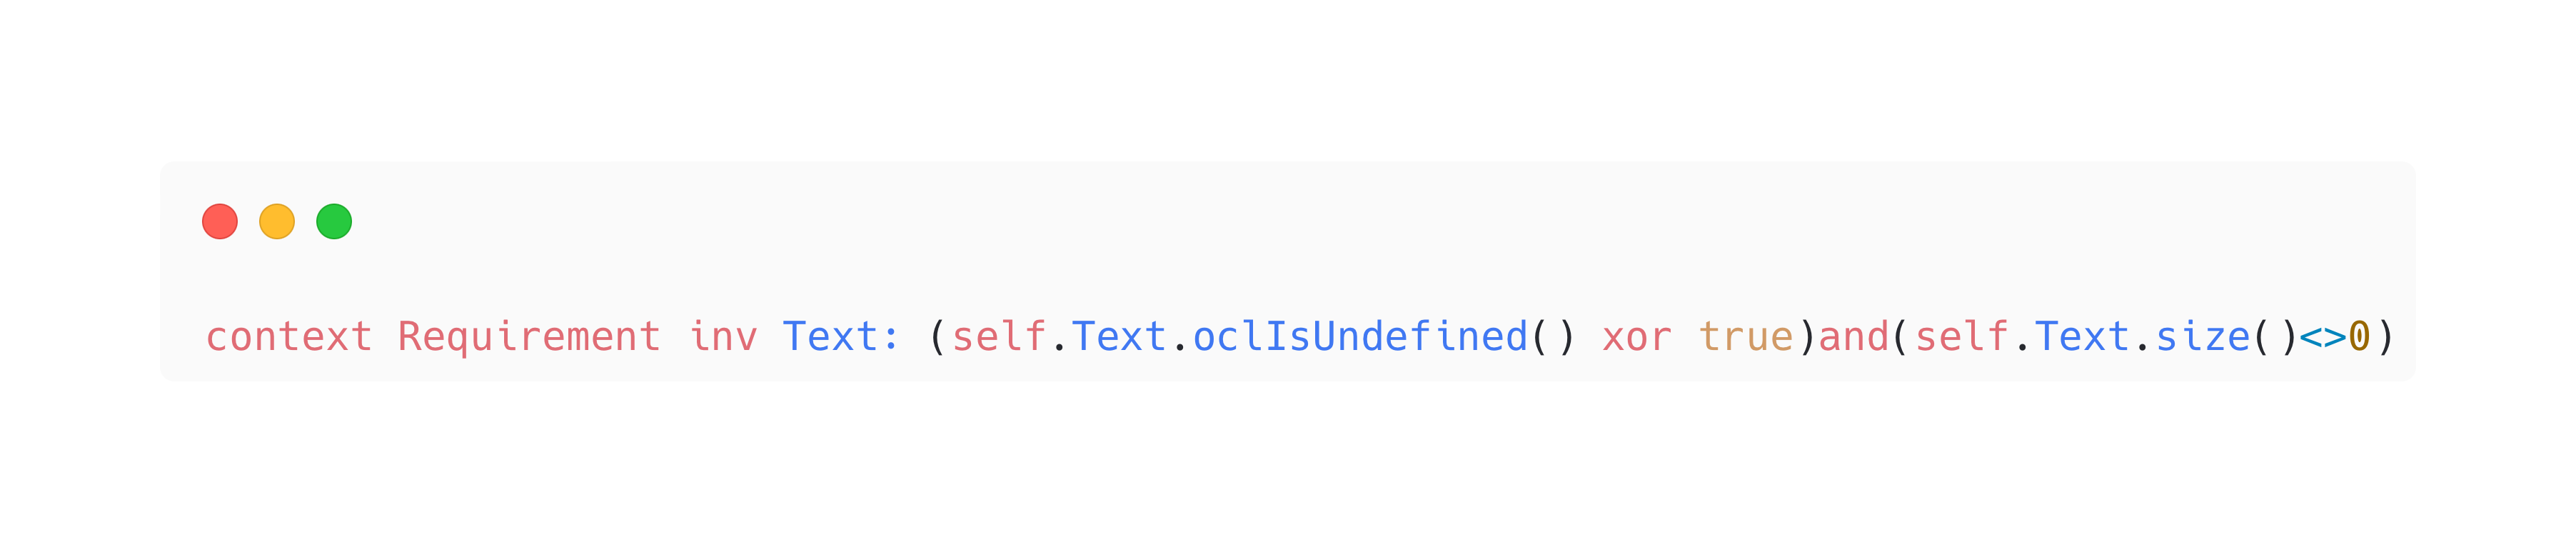 context Requirement inv Text: (self.Text.oclIsUndefined() xor true)and(self.Text.size()<>0)